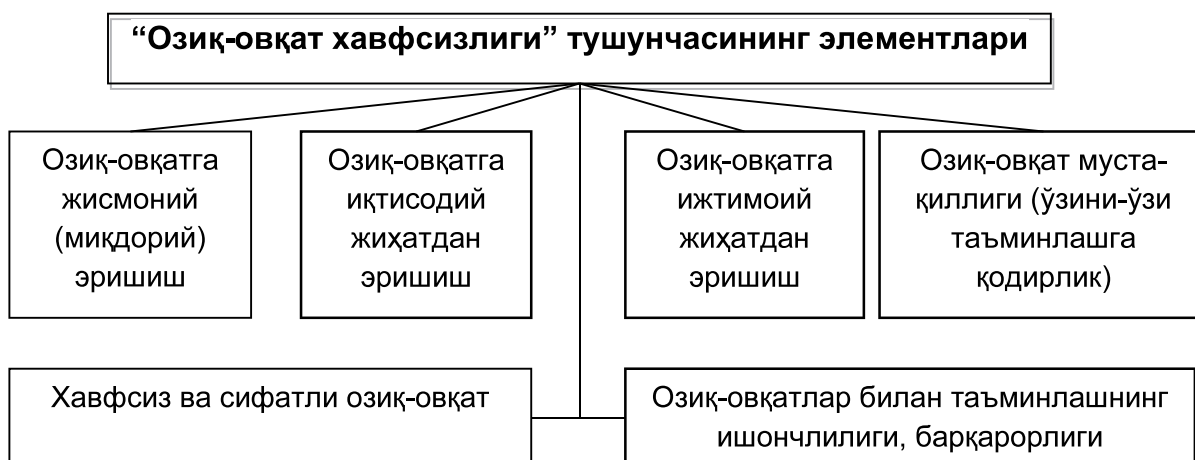 “Озиқ-овқат хавфсизлиги” тушунчасининг элементлари
Озиқ-овқатга
жисмоний
(миқдорий)
эришиш
Озиқ-овқатга
иқтисодий
жиҳатдан
эришиш
Озиқ-овқатга
ижтимоий
жиҳатдан
эришиш
Озиқ-овқат муста-
қиллиги (ўзини-ўзи
таъминлашга
қодирлик)
Хавфсиз ва сифатли озиқ-овқат
Озиқ-овқатлар билан таъминлашнинг
ишончлилиги, барқарорлиги